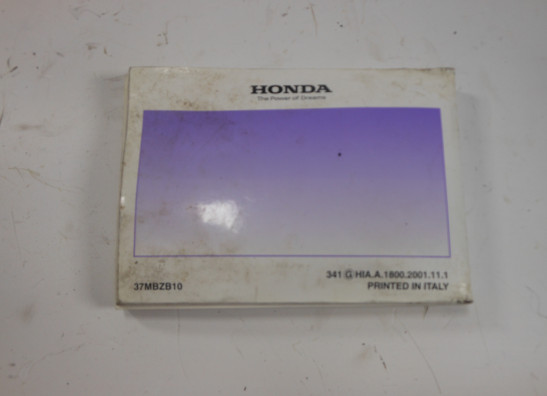 HONDA
The Power of Dreams
341 G HIA.A.1800.2001.11.1
37MBZB10
PRINTED IN ITALY